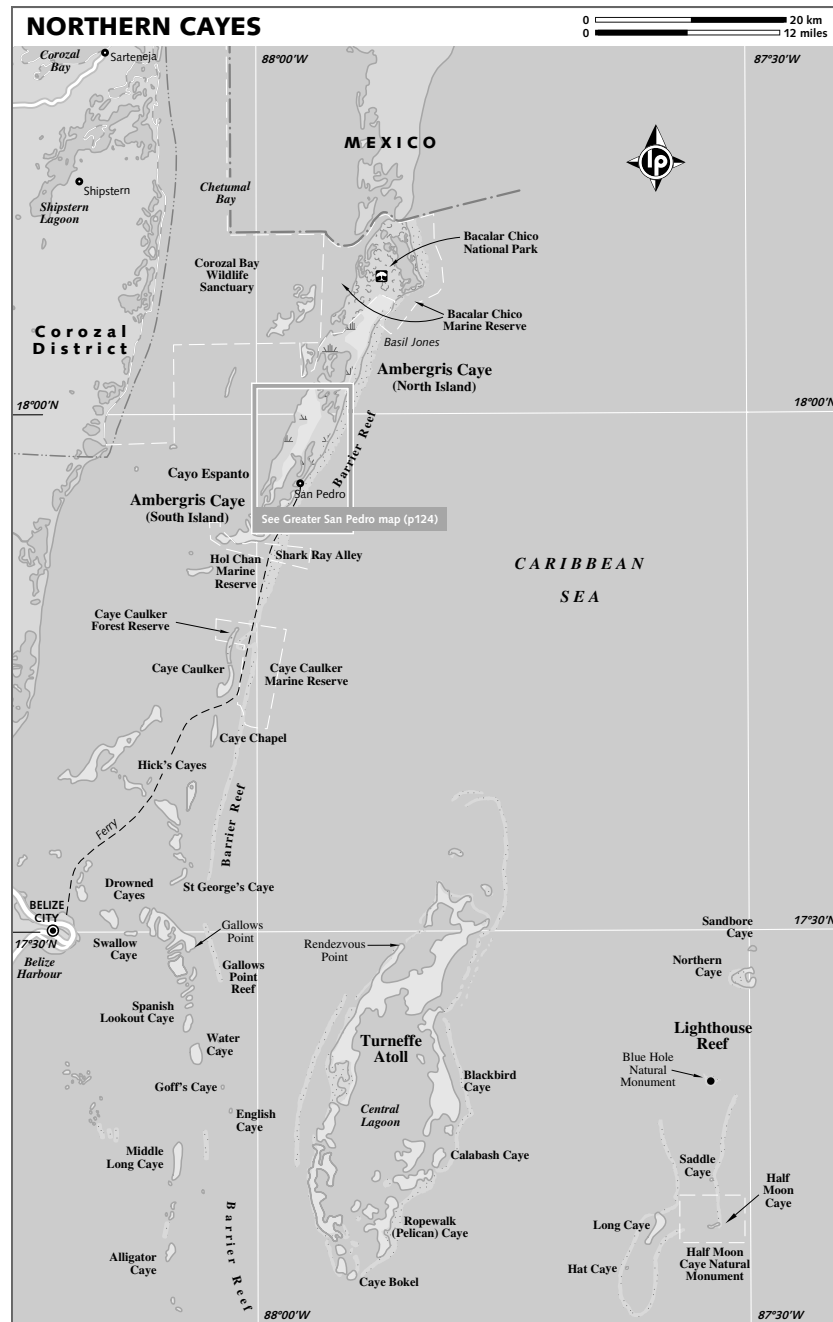 NORTHERN CAYES
0 20 km
0 12 miles
Corozal
Bay
Sarteneja
88°00’W
87°30’W
MEXICO
lp
Shipstern
Shipstern
Lagoon
Chetumal
Bay
Bacalar Chico
National Park
Corozal Bay
Wildlife
Sanctuary
Bacalar Chico
Marine Reserve
Corozal
District
Basil Jones
Ambergris Caye
(North Island)
18°00’N
18°00’N
Barrier Reef
Cayo Espanto
San Pedro
Ambergris Caye
(South Island)
See Greater San Pedro map (p124)
Hol Chan
Marine
Reserve
Shark Ray Alley
CARIBBEAN
SEA
Caye Caulker
Forest Reserve
Caye Caulker
Caye Caulker
Marine Reserve
Caye Chapel
Hick’s Cayes
Barrier Reef
Ferry
St George’s Caye
Drowned
Cayes
BELIZE
CITY
17°30’N
Belize
Harbour
Swallow
Caye
Gallows
Point
Gallows
Point
Reef
Rendezvous
Point
17°30’N
Sandbore
Caye
Northern
Caye
Spanish
Lookout Caye
Water
Caye
Turneffe
Atoll
Lighthouse
Reef
Blue Hole
Natural
Monument
Goff’s Caye
Blackbird
Caye
Central
Lagoon
English
Caye
Middle
Long Caye
Calabash Caye
Saddle
Caye
Half
Moon
Caye
Barrier Reef
Ropewalk
(Pelican) Caye
Long Caye
Alligator
Caye
Hat Caye
Half Moon
Caye Natural
Monument
Caye Bokel
88°00’W
87°30’W